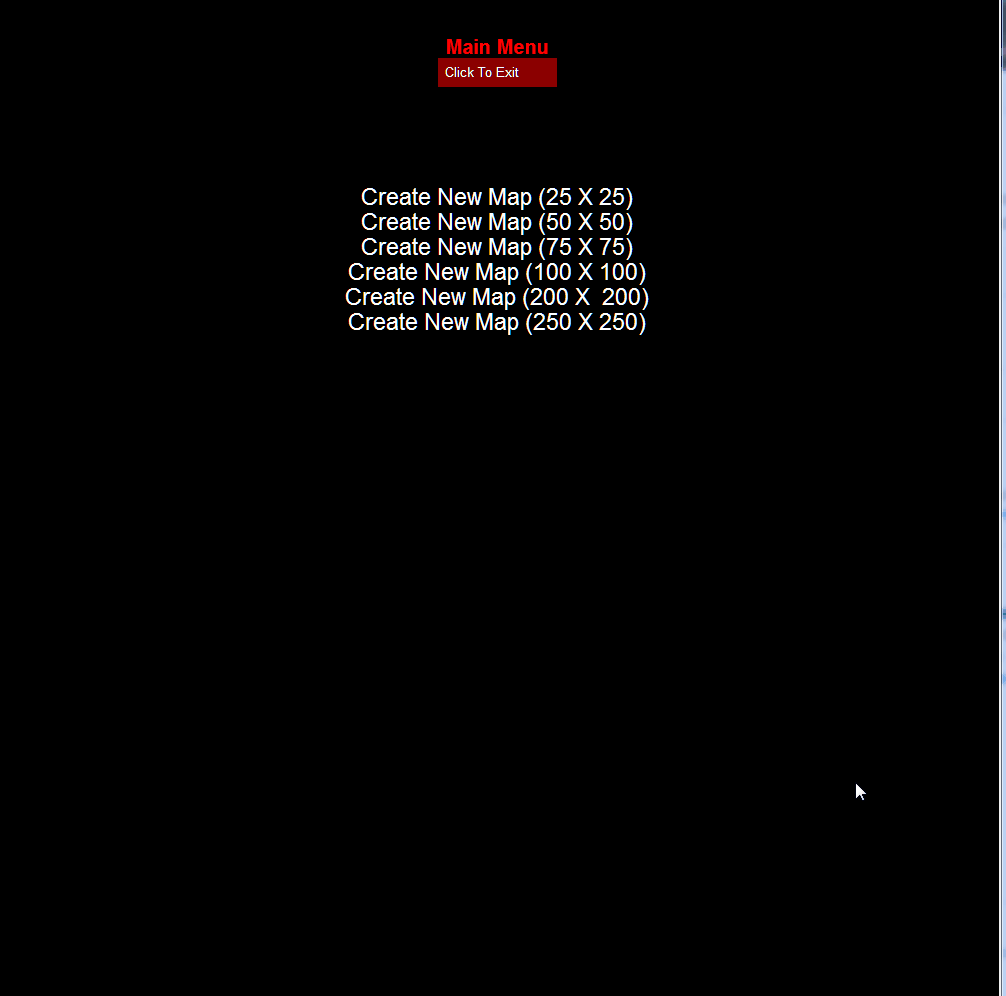 Main Menu
Click To Exit
Create New Map (25 X 25)
Create New Map (50 X 50)
Create New Map (75 X 75)
Create New Map (100 X 100)
Create New Map (200 X  200)
Create New Map (250 X 250)